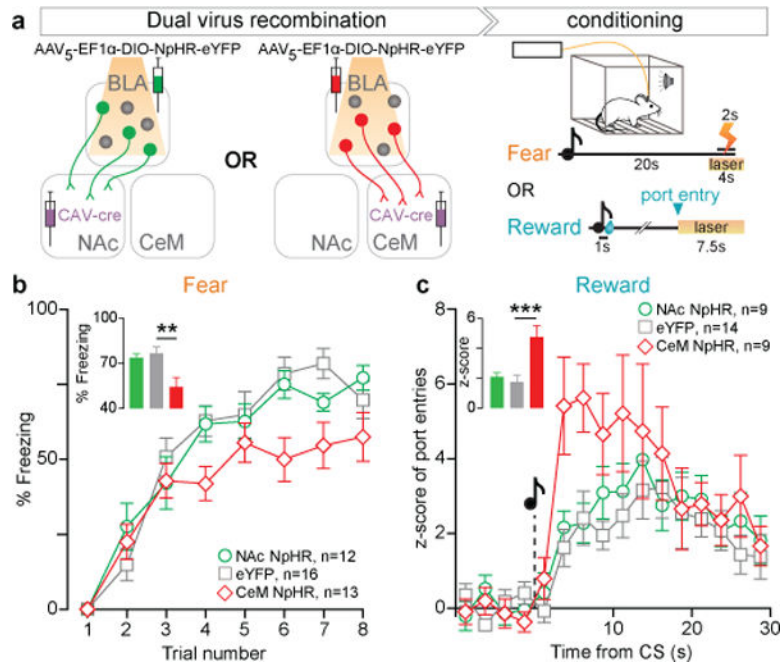 a
Dual virus recombination
conditioning
AAV5-EF1α-DIO-NpHR-eYFP
AAV5-EF1α-DIO-NpHR-eYFP
BLA
BLA
OR
CAV-cre
NAc
CeM
NAc
CAV-cre
CeM
2s
Fear
20s
laser
4s
OR
port entry
Reward
1s
laser
7.5s
b
Fear
% Freezing
100
50
0
1 2 3 4 5 6 7 8
Trial number
% Freezing
100
70
40
**
NAc NpHR, n=12
eYFP, n=16
CeM NpHR, n=13
c
Reward
z-score of port entries
8
6
4
2
0
0 10 20 30
Time from CS (s)
z-score
6
0
***
NAc NpHR, n=9
eYFP, n=14
CeM NpHR, n=9